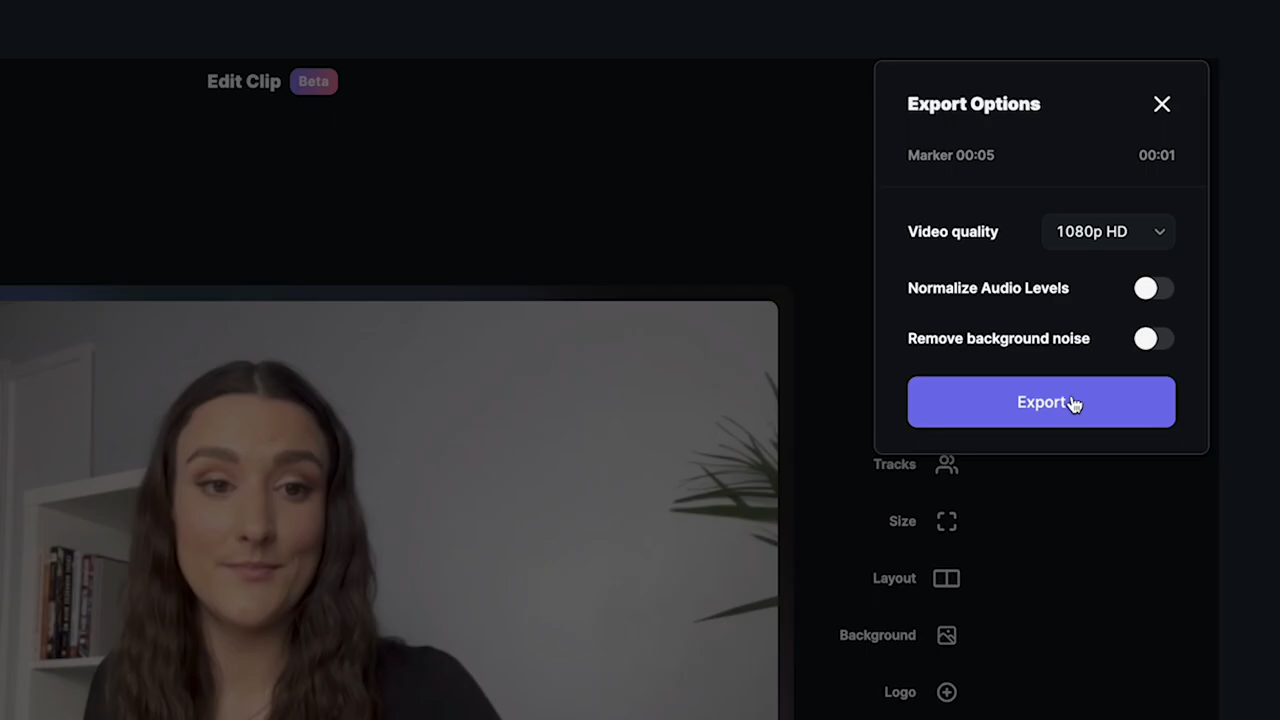 Edit Clip Beta
Export Options
Marker 00:05 00:01
Video quality 1080p HD
Normalize Audio Levels
Remove background noise
Export
Tracks
Size
Layout
Background
Logo